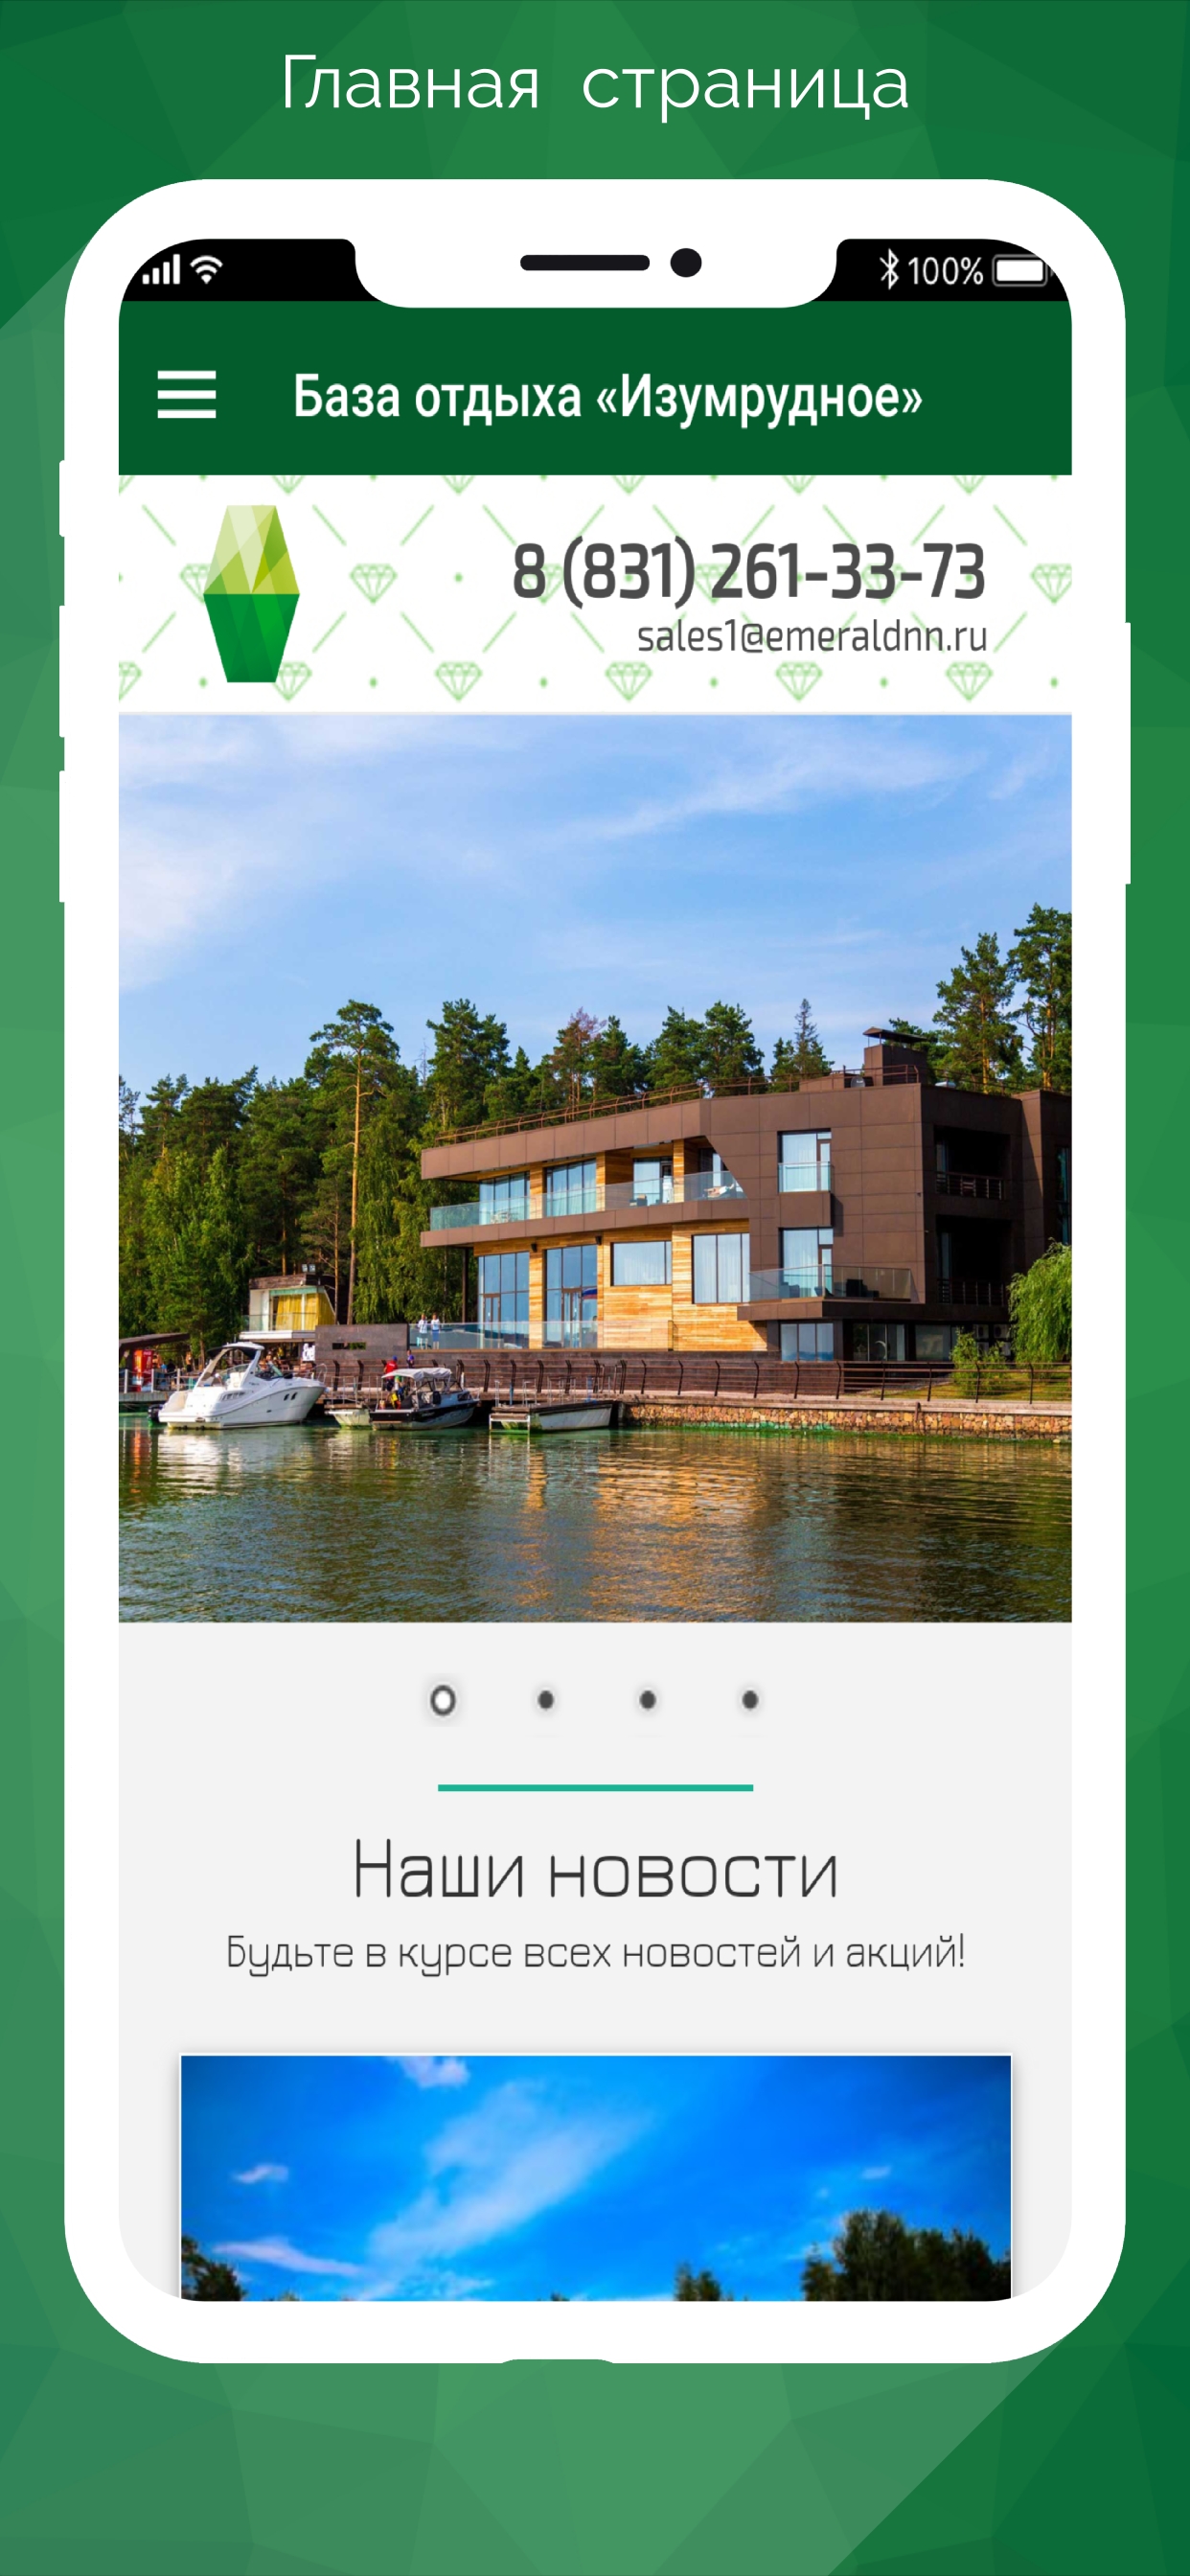 Главная страница
100%
База отдыха «Изумрудное»
8 (831) 261-33-73
sales1@emeraldnn.ru
Наши новости
Будьте в курсе всех новостей и акций!